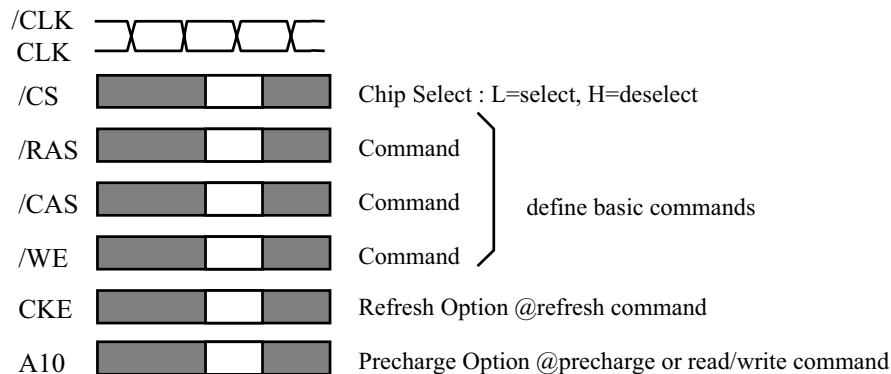 /CLK
CLK
/CS Chip Select : L=select, H=deselect
/RAS Command
/CAS Command define basic commands
/WE Command
CKE Refresh Option @refresh command
A10 Precharge Option @precharge or read/write command